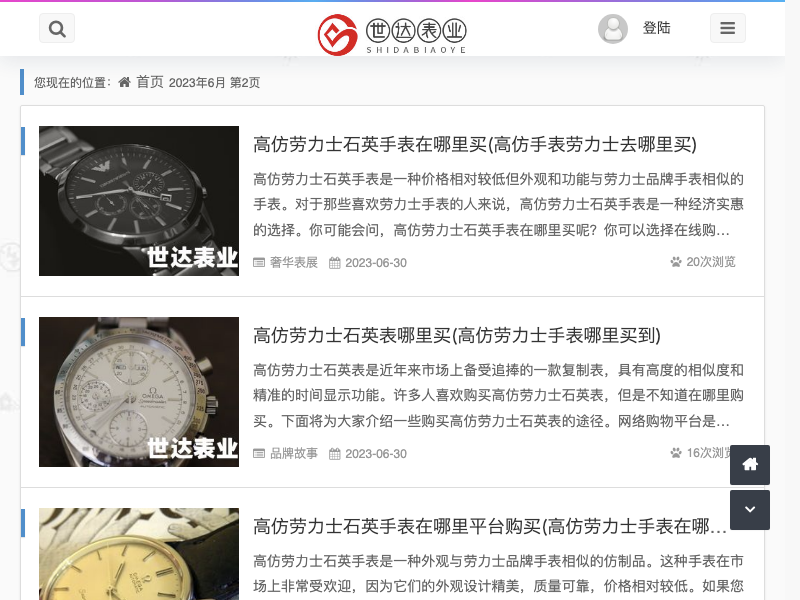 世达表业
SHIDABIAOYE
登陆
您现在的位置: 首页 2023年6月 第2页
高仿劳力士石英手表在哪里买(高仿手表劳力士去哪里买)
高仿劳力士石英手表是一种价格相对较低但外观和功能与劳力士品牌手表相似的
手表。对于那些喜欢劳力士手表的人来说，高仿劳力士石英手表是一种经济实惠
的选择。你可能会问，高仿劳力士石英手表在哪里买呢？你可以选择在线购...
世达表业
奢华表展 2023-06-30 20次浏览
高仿劳力士石英表哪里买(高仿劳力士手表哪里买到)
高仿劳力士石英表是近年来市场上备受追捧的一款复制表，具有高度的相似度和
精准的时间显示功能。许多人喜欢购买高仿劳力士石英表，但是不知道在哪里购
买。下面将为大家介绍一些购买高仿劳力士石英表的途径。网络购物平台是...
OMEGA
世达表业
品牌故事 2023-06-30 16次浏览
高仿劳力士石英手表在哪里平台购买(高仿劳力士手表在哪...
高仿劳力士石英手表是一种外观与劳力士品牌手表相似的仿制品。这种手表在市
场上非常受欢迎，因为它们的外观设计精美，质量可靠，价格相对较低。如果您